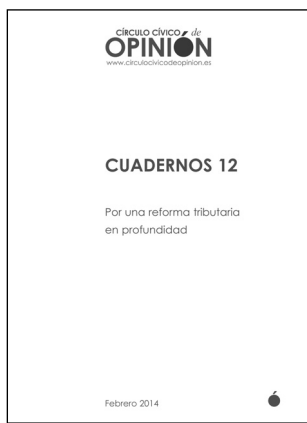 CÍRCULO CÍVICO de
OPINIÓN
www.circulocivicodeopinion.es
CUADERNOS 12
Por una reforma tributaria
en profundidad
Febrero 2014